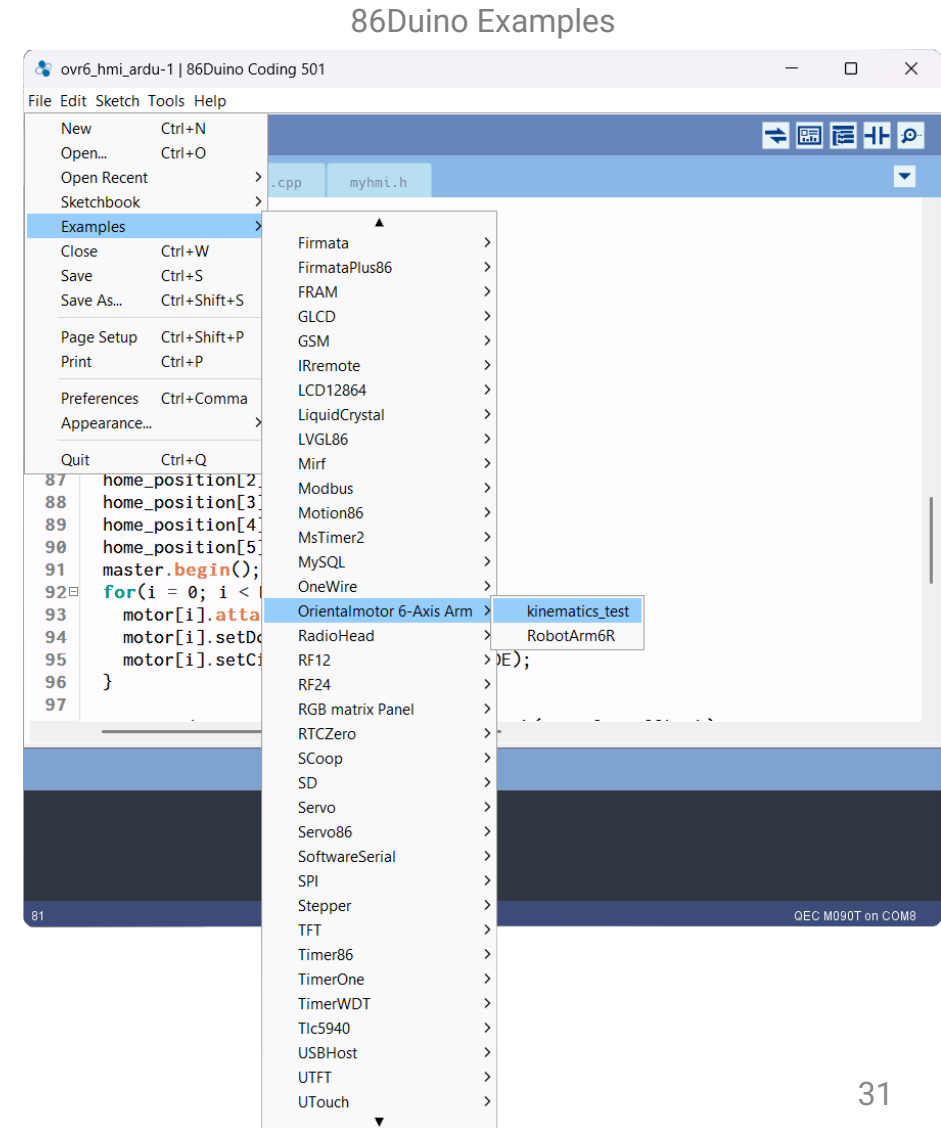 86Duino Examples
ovr6_hmi_ardu-1 | 86Duino Coding 501
File Edit Sketch Tools Help
New Ctrl+N
Open... Ctrl+O
Open Recent
Sketchbook
Examples
Close Ctrl+W
Save Ctrl+S
Save As... Ctrl+Shift+S
Page Setup Ctrl+Shift+P
Print Ctrl+P
Preferences Ctrl+Comma
Appearance...
Quit Ctrl+Q
.cpp myhmi.h
Firmata
FirmataPlus86
FRAM
GLCD
GSM
IRremote
LCD12864
LiquidCrystal
LVGL86
Mirf
Modbus
Motion86
MsTimer2
MySQL
OneWire
Orientalmotor 6-Axis Arm
RadioHead
RF12
RF24
RGB matrix Panel
RTCZero
SCoop
SD
Servo
Servo86
SoftwareSerial
SPI
Stepper
TFT
Timer86
TimerOne
TimerWDT
Tlc5940
USBHost
UTFT
UTouch
kinematics_test
RobotArm6R
87 home_position[2]
88 home_position[3]
89 home_position[4]
90 home_position[5]
91 master.begin();
92 for(i = 0; i <
93 motor[i].atta
94 motor[i].setDo
95 motor[i].setCi DE);
96 }
97
81
QEC M090T on COM8
31